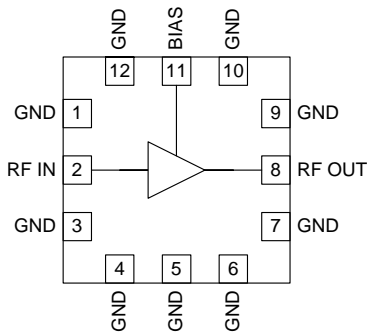 GND BIAS GND
12 11 10
GND 1 9 GND
RF IN 2 8 RF OUT
GND 3 7 GND
4 5 6
GND GND GND